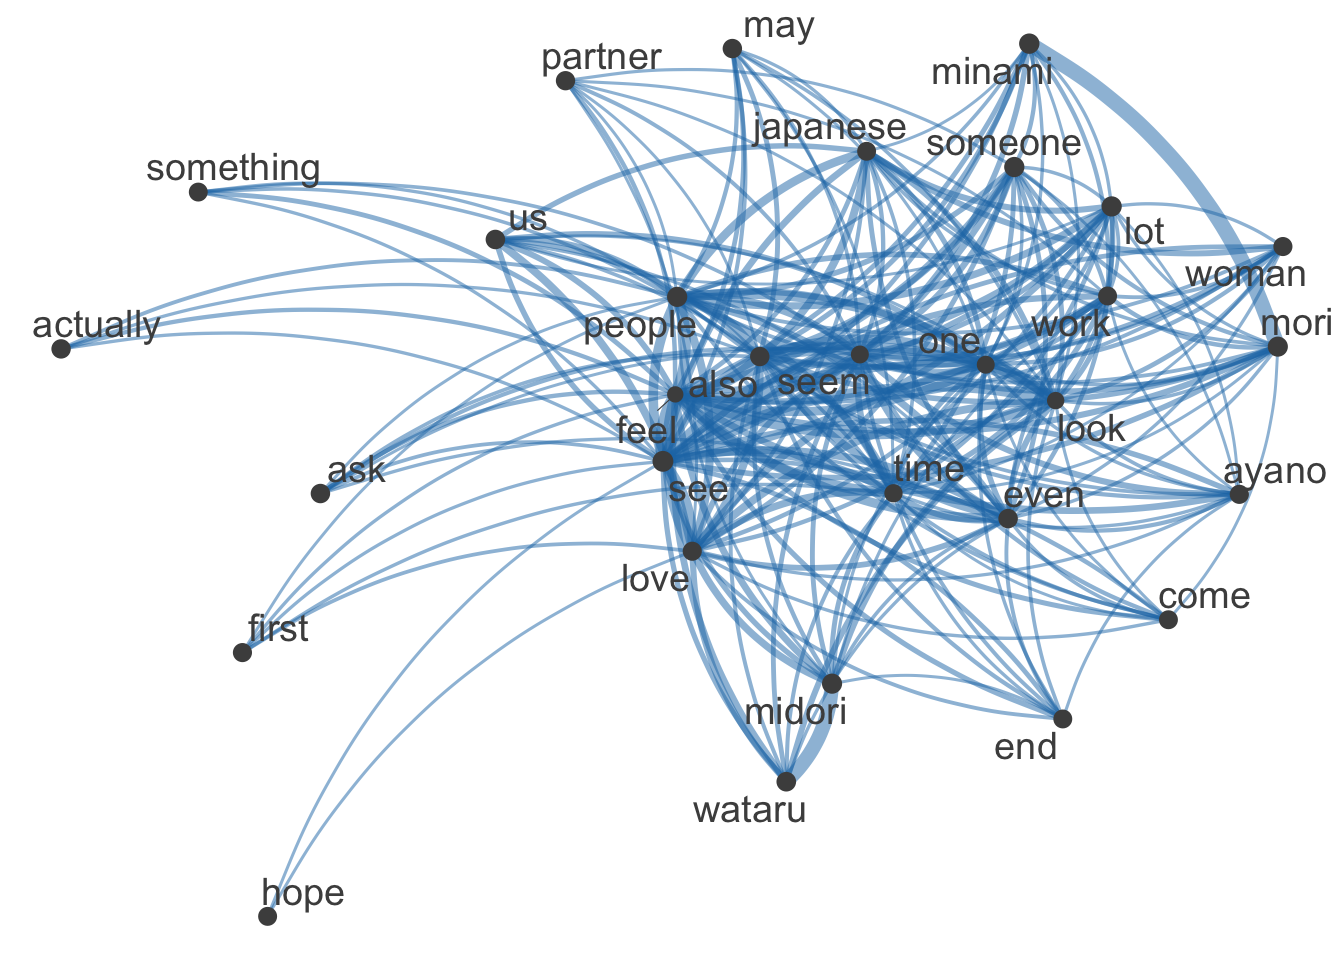 may
partner
minami
japanese
someone
something
us
lot
woman
actually
people
work
mori
one
also
seem
feel
look
ask
time
ayano
see
even
love
come
first
midori
end
wataru
hope